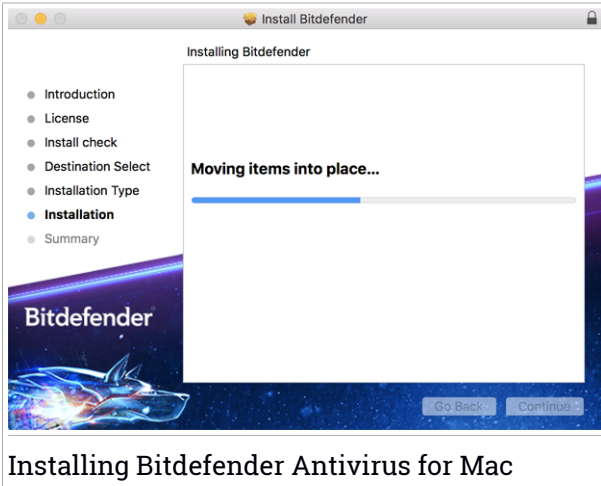 Install Bitdefender
Installing Bitdefender
Introduction
License
Install check
Destination Select
Installation Type
Installation
Summary
Moving items into place...
Bitdefender
Go Back
Continue
Installing Bitdefender Antivirus for Mac